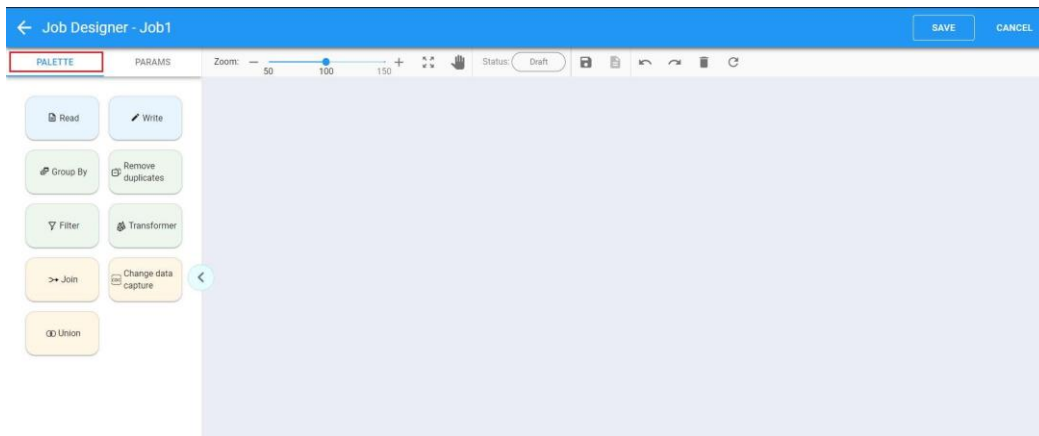 Job Designer - Job1
SAVE
CANCEL
PALETTE
PARAMS
Zoom:
50
100
150
Status:
Draft
Read
Write
Group By
Remove
duplicates
Filter
Transformer
Join
Change data
capture
Union